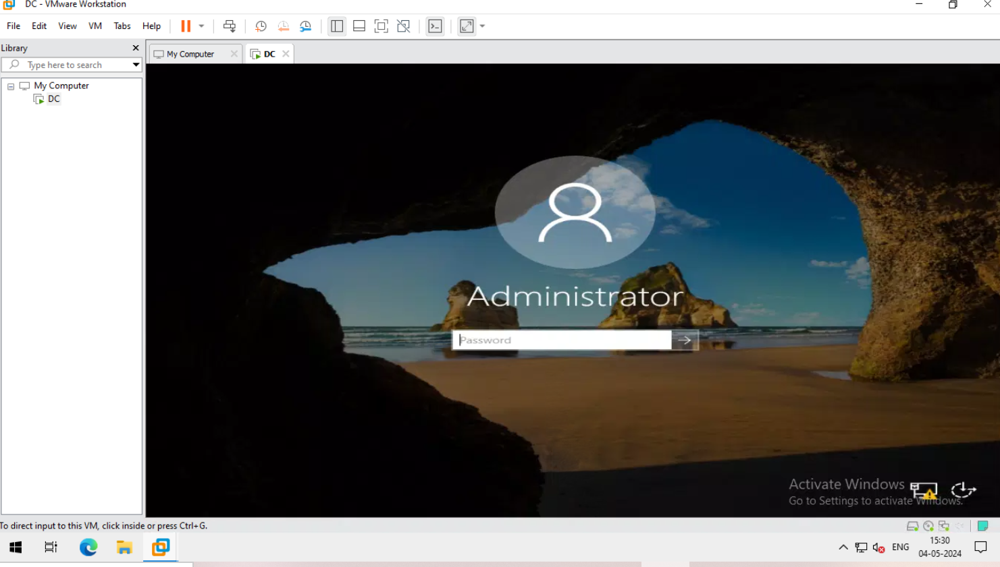 DC - VMware Workstation
File Edit View VM Tabs Help
Library
Type here to search
My Computer
DC
My Computer
DC
Administrator
Password
Activate Windows
Go to Settings to activate Windows.
To direct input to this VM, click inside or press Ctrl+G.
ENG
15:30
04-05-2024